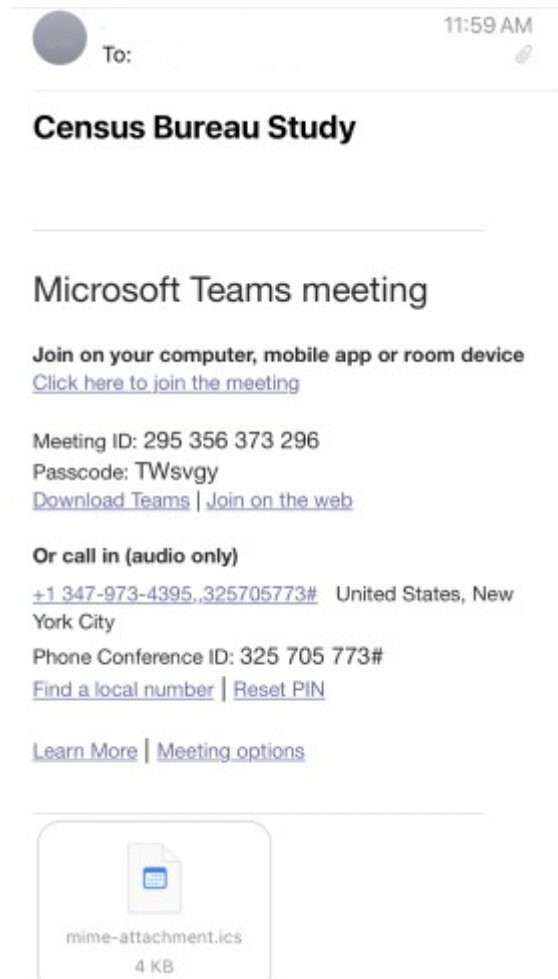 11:59 AM
To:
Census Bureau Study
Microsoft Teams meeting
Join on your computer, mobile app or room device
Click here to join the meeting
Meeting ID: 295 356 373 296
Passcode: TWsvgy
Download Teams | Join on the web
Or call in (audio only)
+1 347-973-4395,,325705773# United States, New
York City
Phone Conference ID: 325 705 773#
Find a local number | Reset PIN
Learn More | Meeting options
mime-attachment.ics
4 KB